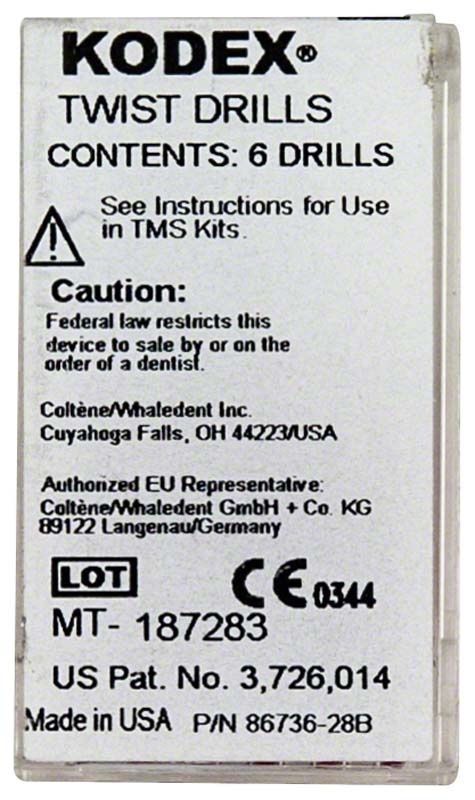 KODEX®
TWIST DRILLS
CONTENTS: 6 DRILLS
See Instructions for Use
in TMS Kits.
Caution:
Federal law restricts this
device to sale by or on the
order of a dentist.
Coltène/Whaledent Inc.
Cuyahoga Falls, OH 44223/USA
Authorized EU Representative:
Coltène/Whaledent GmbH + Co. KG
89122 Langenau/Germany
LOT CE 0344
MT- 187283
US Pat. No. 3,726,014
Made in USA P/N 86736-28B